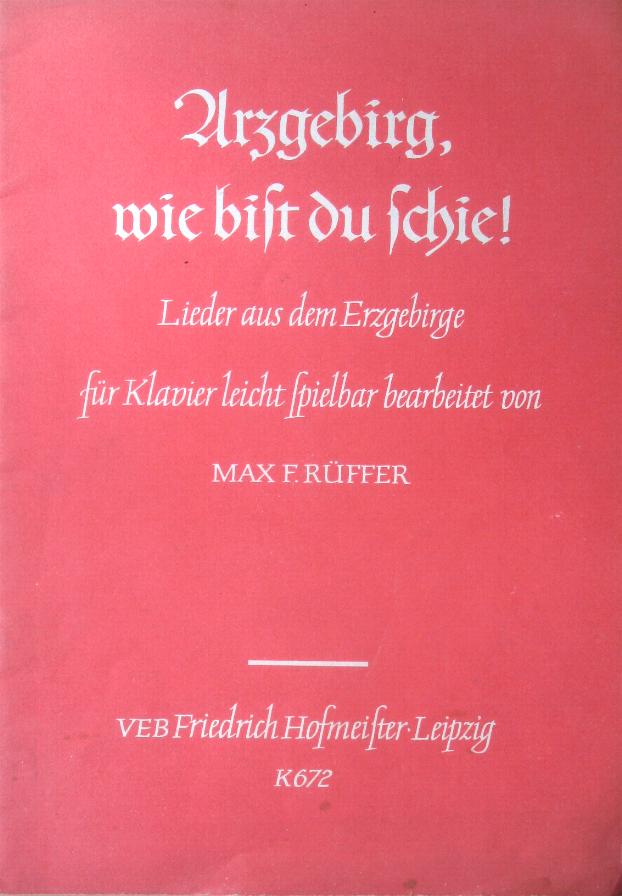 Arzgebirg,
wie biſt du ſchie!
Lieder aus dem Erzgebirge
für Klavier leicht ſpielbar bearbeitet von
MAX F. RÜFFER
VEB Friedrich Hofmeiſter · Leipzig
K 672